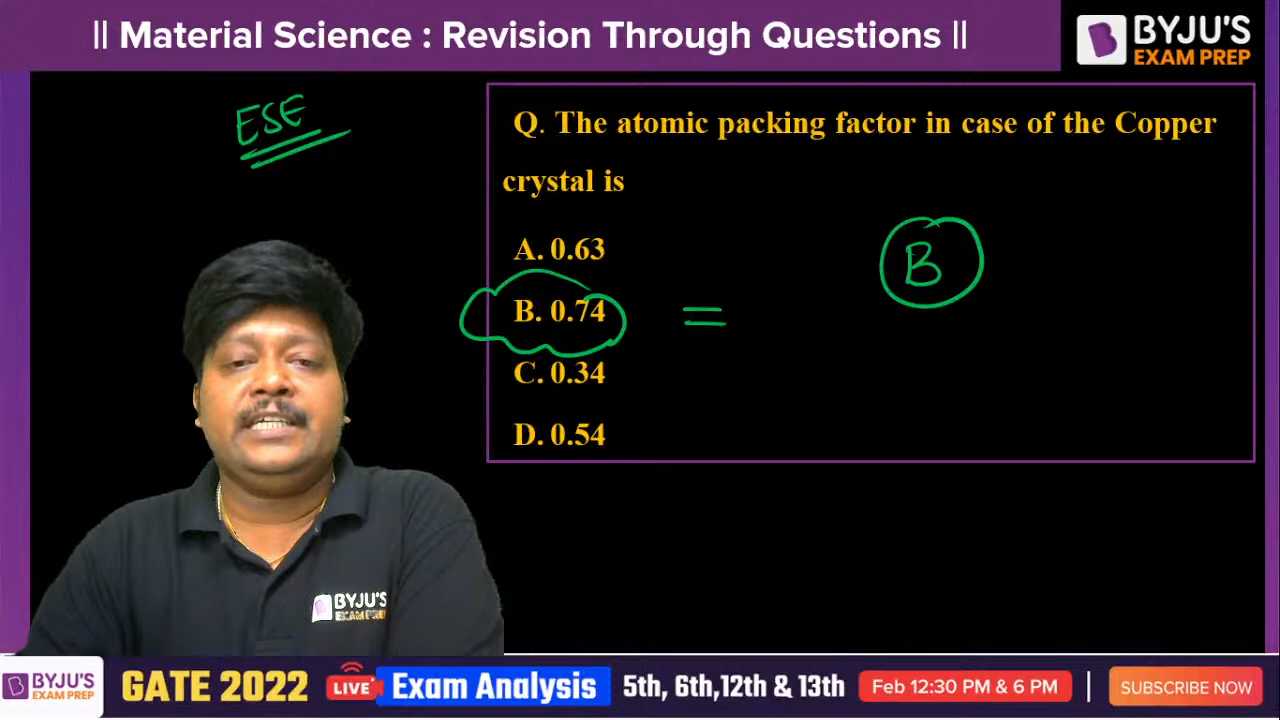 || Material Science : Revision Through Questions ||
BYJU'S
EXAM PREP
ESE
Q. The atomic packing factor in case of the Copper
crystal is
A. 0.63
B. 0.74 =
B
C. 0.34
D. 0.54
BYJU'S
EXAM PREP
BYJU'S
EXAM PREP
GATE 2022
LIVE
Exam Analysis
5th, 6th,12th & 13th
Feb 12:30 PM & 6 PM
SUBSCRIBE NOW